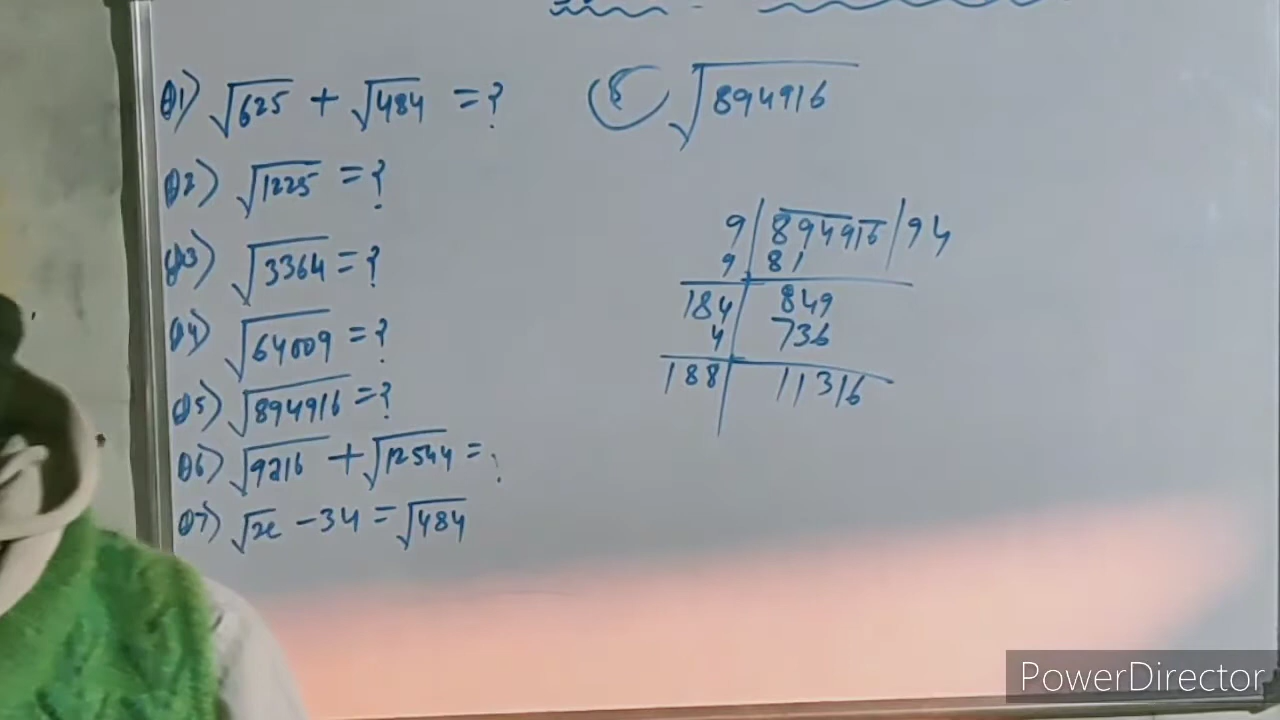 Q1) √625 + √484 = ?
Q2) √1225 = ?
Q3) √3364 = ?
Q4) √64009 = ?
Q5) √894916 = ?
Q6) √9216 + √12544 = ?
Q7) √x - 34 = √484
5 √894916
9 | 894916 | 94
9 | 81
184 | 849
4 | 736
188 | 11316
PowerDirector